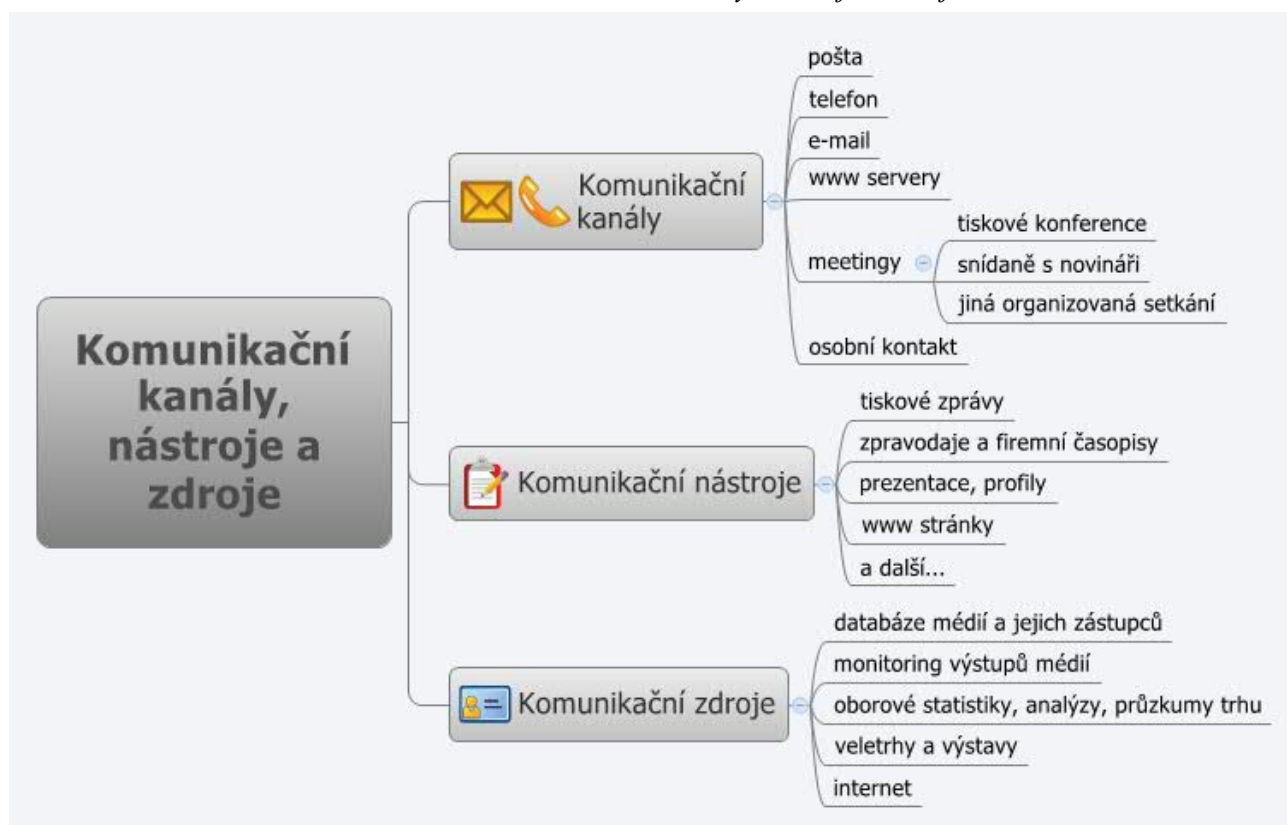 Komunikační
kanály,
nástroje a
zdroje
Komunikační
kanály
pošta
telefon
e-mail
www servery
meetingy
tiskové konference
snídaně s novináři
jiná organizovaná setkání
osobní kontakt
Komunikační nástroje
tiskové zprávy
zpravodaje a firemní časopisy
prezentace, profily
www stránky
a další...
Komunikační zdroje
databáze médií a jejich zástupců
monitoring výstupů médií
oborové statistiky, analýzy, průzkumy trhu
veletrhy a výstavy
internet